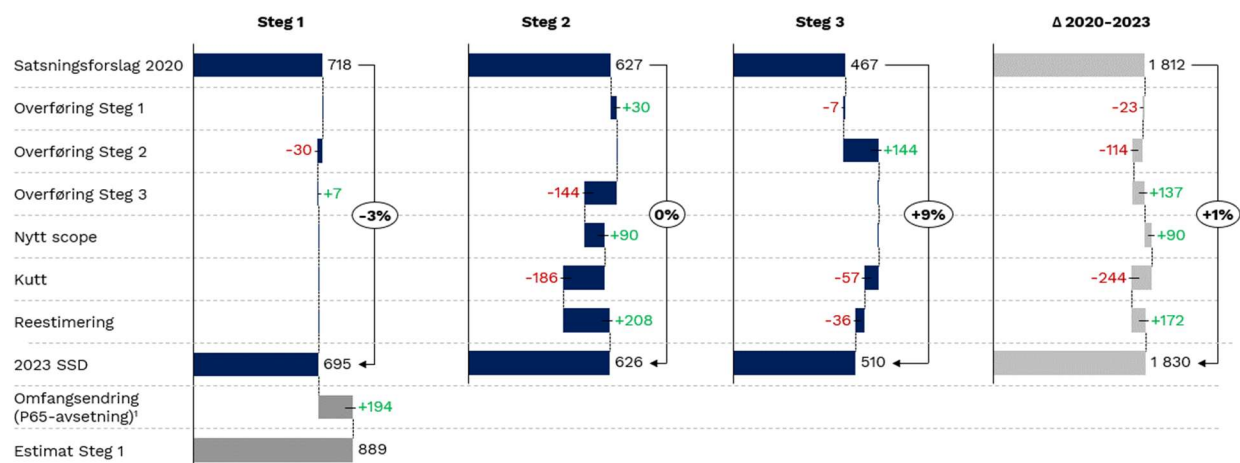 Steg 1 Steg 2 Steg 3 Δ 2020-2023
Satsningsforslag 2020 718 627 467 1 812
Overføring Steg 1 +30 -7 -23
Overføring Steg 2 -30 +144 -114
Overføring Steg 3 +7 -144 +137
-3% 0% +9% +1%
Nytt scope +90 +90
Kutt -186 -57 -244
Reestimering +208 -36 +172
2023 SSD 695 626 510 1 830
Omfangsendring
(P65-avsetning)¹ +194
Estimat Steg 1 889